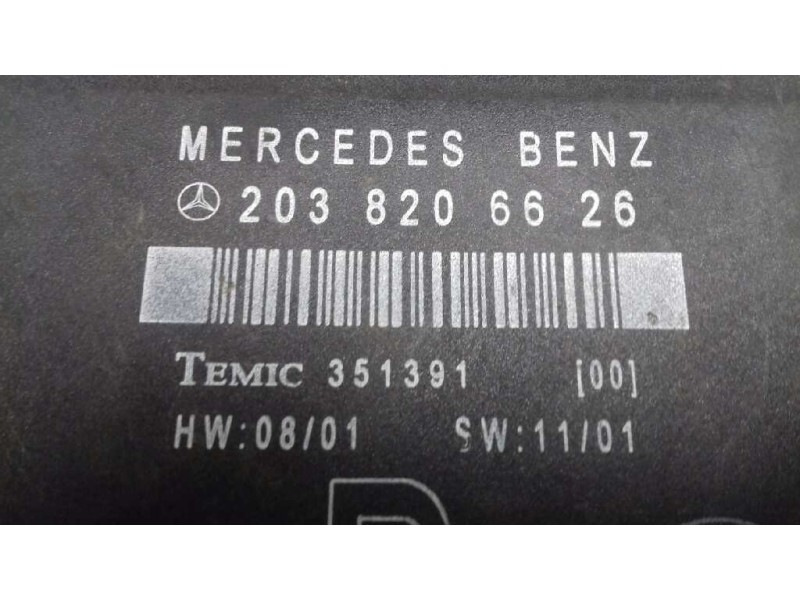 MERCEDES BENZ
203 820 66 26
TEMIC 351391 [00]
HW:08/01 SW:11/01